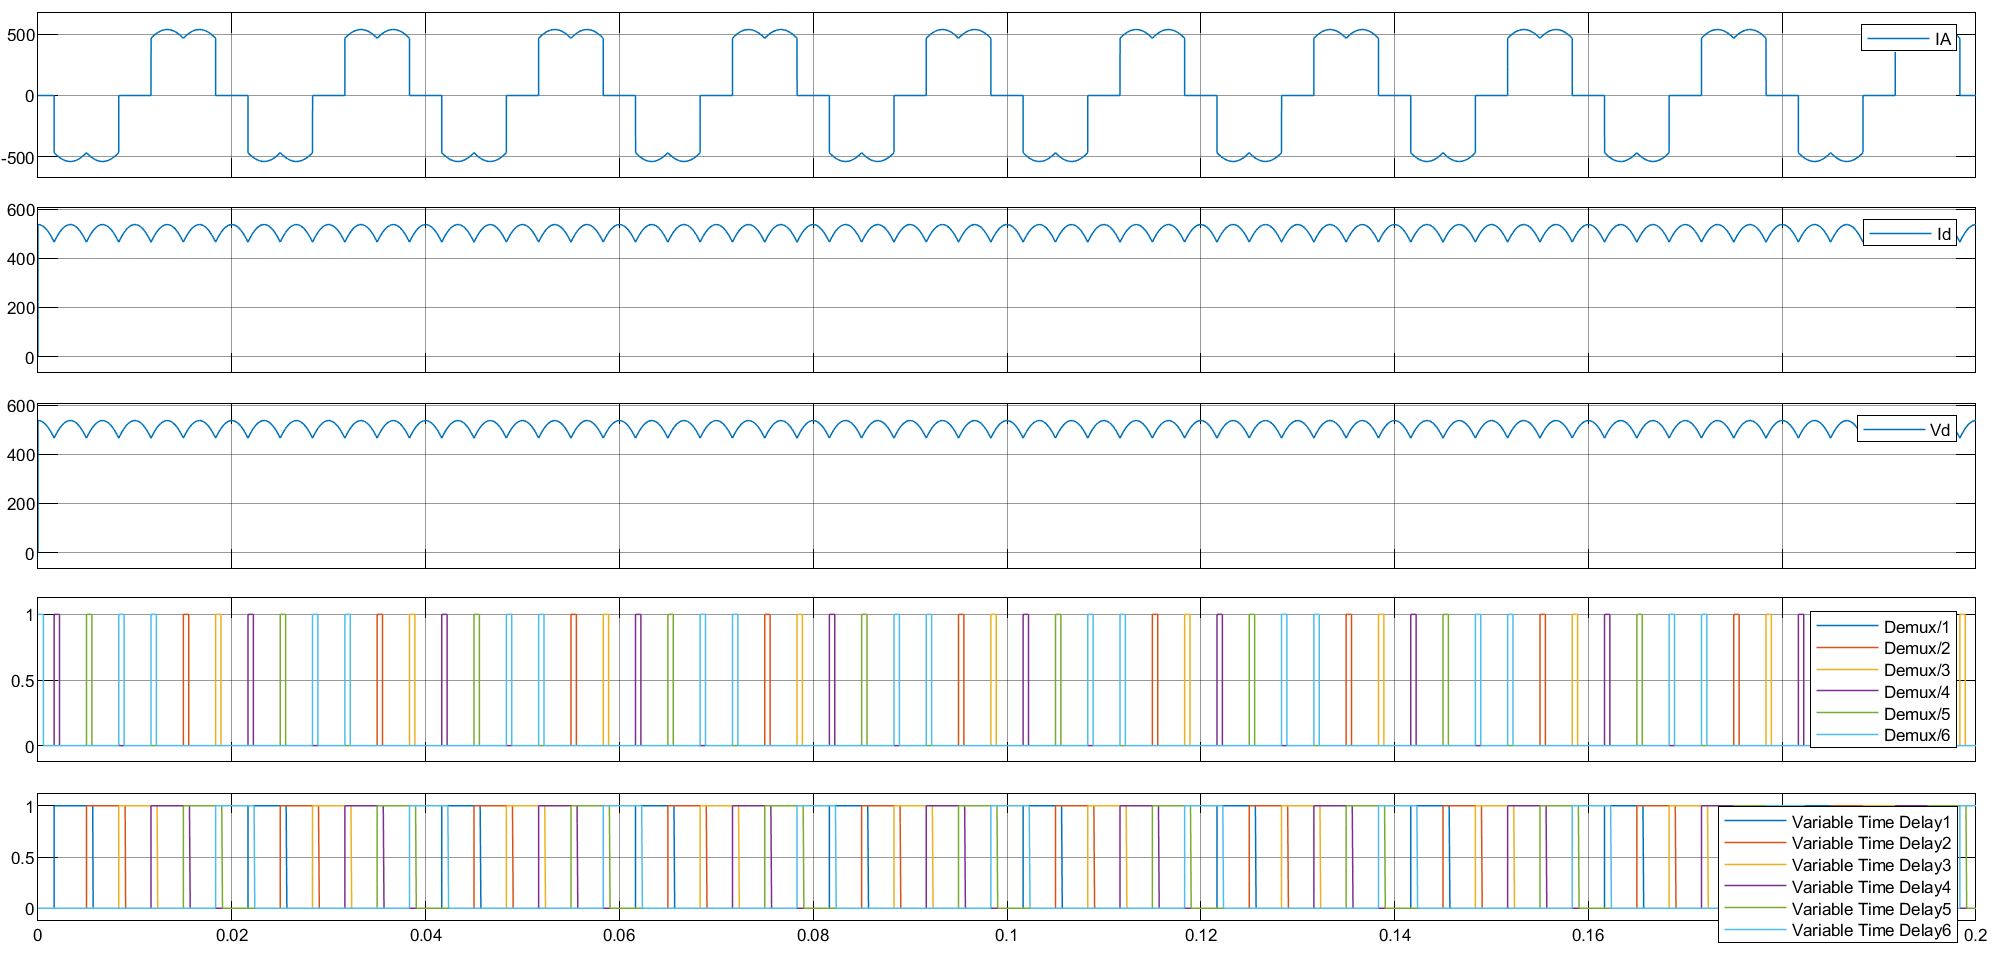 500
0
-500
IA
600
400
200
0
Id
600
400
200
0
Vd
1
0.5
0
Demux/1
Demux/2
Demux/3
Demux/4
Demux/5
Demux/6
1
0.5
0
Variable Time Delay1
Variable Time Delay2
Variable Time Delay3
Variable Time Delay4
Variable Time Delay5
Variable Time Delay6
0 0.02 0.04 0.06 0.08 0.1 0.12 0.14 0.16 0.2